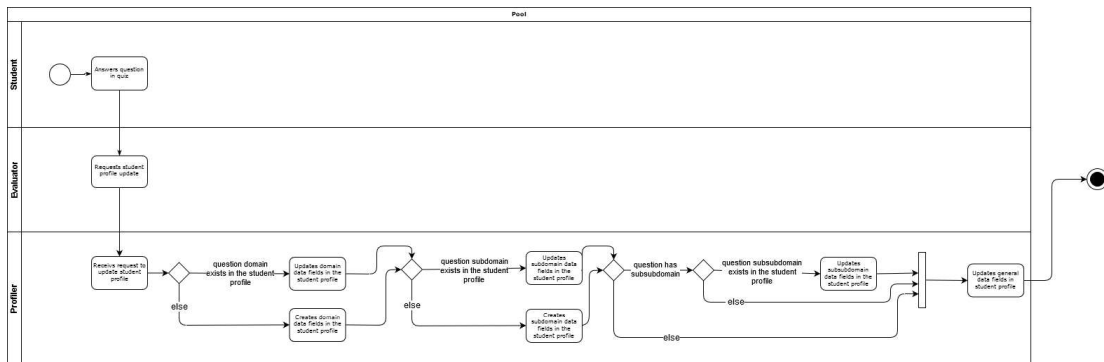 Pool
Student
Answers question
in quiz
Evaluator
Requests student
profile update
Profiler
Receivs request to
update student
profile
question domain
exists in the student
profile
else
Updates domain
data fields in the
student profile
Creates domain
data fields in the
student profile
question subdomain
exists in the student
profile
else
Updates
subdomain data
fields in the student
profile
Creates
subdomain data
fields in the student
profile
question has
subsubdomain
else
question subsubdomain
exists in the student
profile
else
Updates
subsubdomain data
fields in the student
profile
Updates general
data fields in
student profile